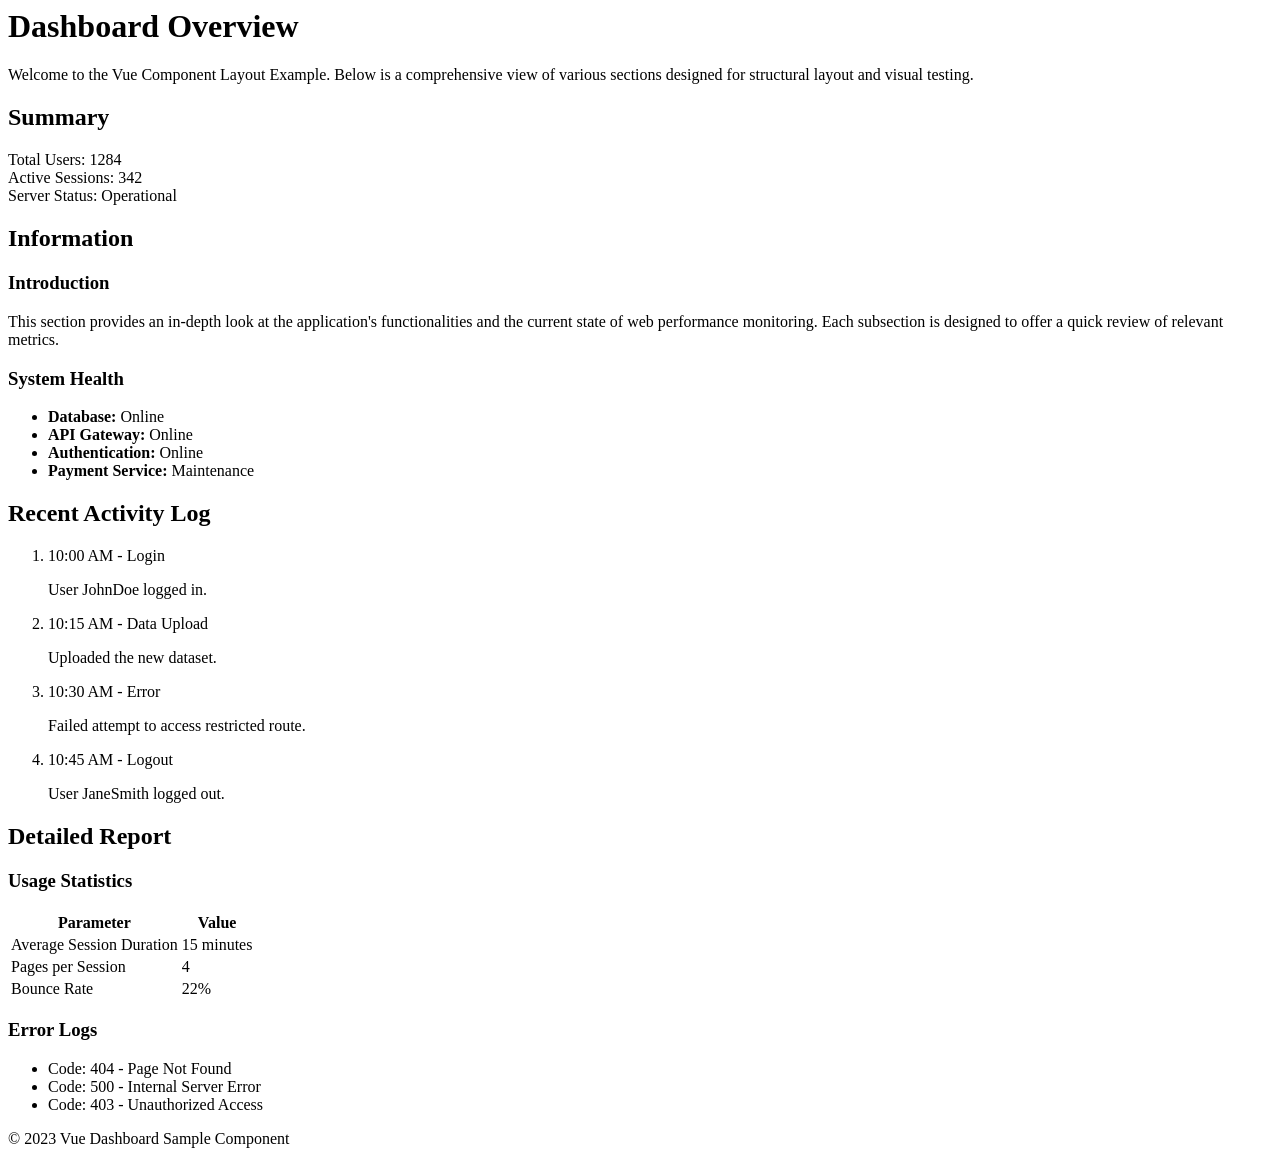 Dashboard Overview
Welcome to the Vue Component Layout Example. Below is a comprehensive view of various sections designed for structural layout and visual testing.
Summary
Total Users: 1284
Active Sessions: 342
Server Status: Operational
Information
Introduction
This section provides an in-depth look at the application's functionalities and the current state of web performance monitoring. Each subsection is designed to offer a quick review of relevant
metrics.
System Health
• Database: Online
• API Gateway: Online
• Authentication: Online
• Payment Service: Maintenance
Recent Activity Log
1. 10:00 AM - Login
User JohnDoe logged in.
2. 10:15 AM - Data Upload
Uploaded the new dataset.
3. 10:30 AM - Error
Failed attempt to access restricted route.
4. 10:45 AM - Logout
User JaneSmith logged out.
Detailed Report
Usage Statistics
Parameter Value
Average Session Duration 15 minutes
Pages per Session 4
Bounce Rate 22%
Error Logs
• Code: 404 - Page Not Found
• Code: 500 - Internal Server Error
• Code: 403 - Unauthorized Access
© 2023 Vue Dashboard Sample Component